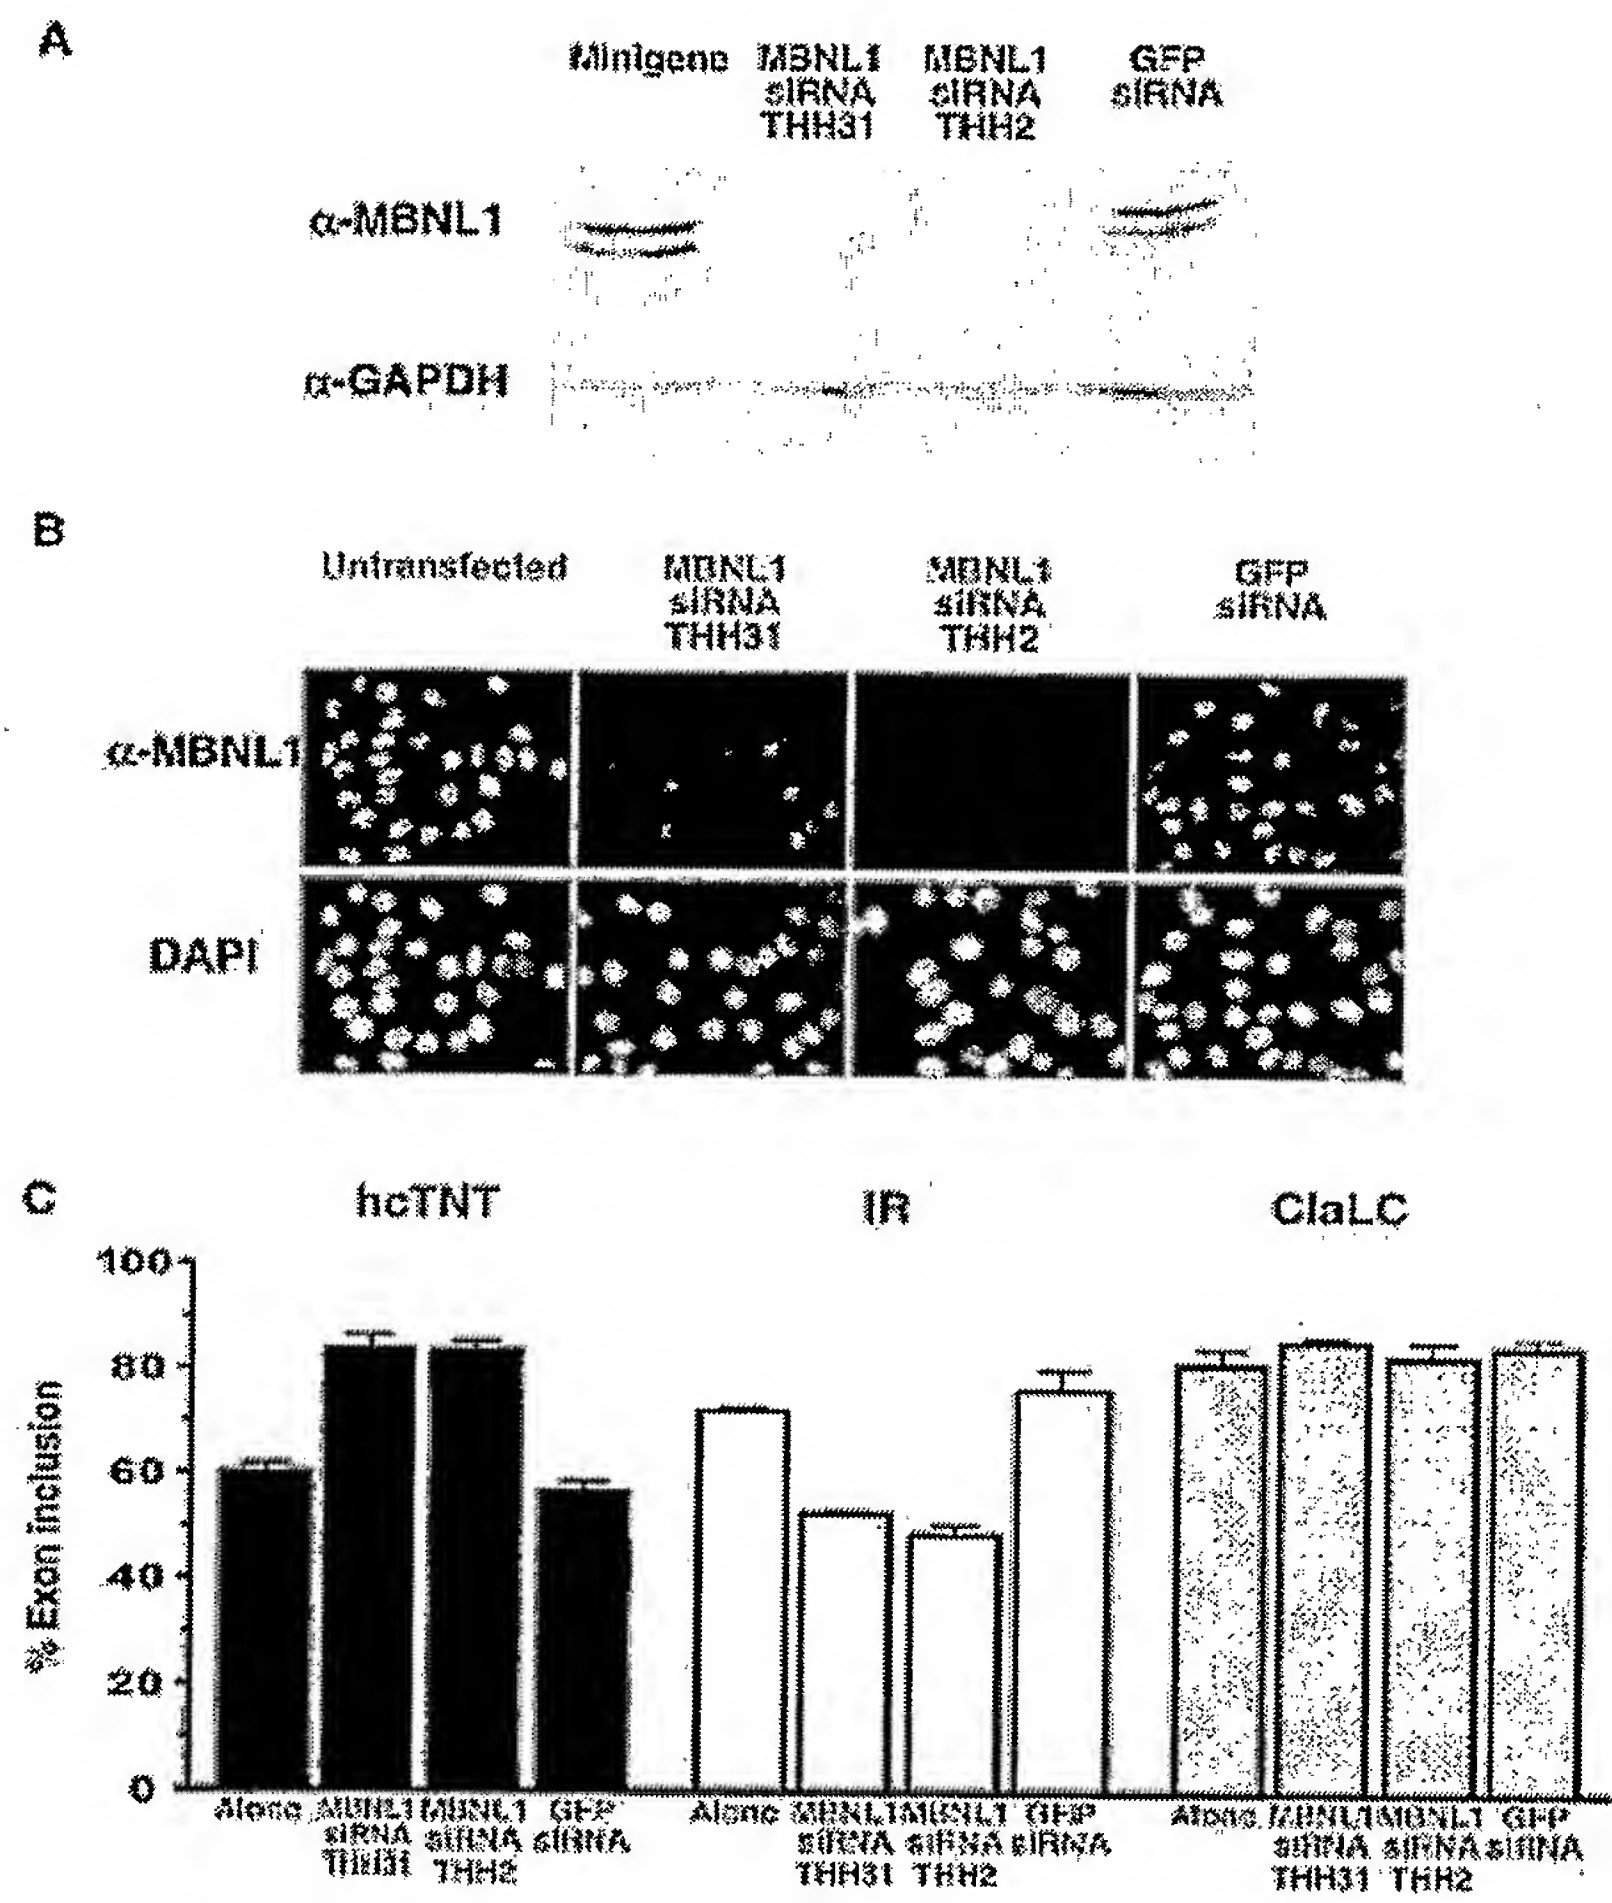 A
Minigene MBNL1 MBNL1 GFP
siRNA siRNA siRNA
THH31 THH2
α-MBNL1
α-GAPDH
B
Untransfected MBNL1 MBNL1 GFP
siRNA siRNA siRNA
THH31 THH2
α-MBNL1
DAPI
C
hcTNT IR ClaLC
% Exon inclusion
100
80
60
40
20
0
Alone MBNL1 MBNL1 GFP Alone MBNL1 MBNL1 GFP Alone MBNL1 MBNL1 GFP
siRNA siRNA siRNA siRNA siRNA siRNA siRNA siRNA siRNA
THH31 THH2 THH31 THH2 THH31 THH2